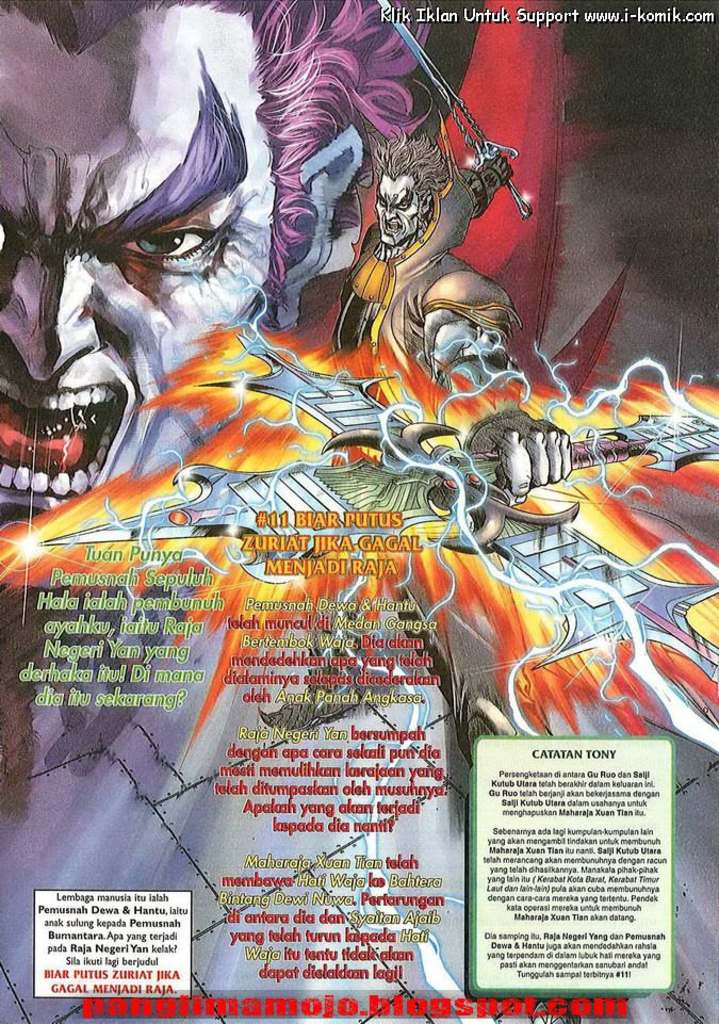 Klik Iklan Untuk Support www.i-komik.com
Tuan Punya
Pemusnah Sepuluh
Hala ialah pembunuh
ayahku, iaitu Raja
Negeri Yan yang
derhaka itu! Di mana
dia itu sekarang?
#11 BIAR PUTUS
ZURIAT JIKA GAGAL
MENJADI RAJA
Pemusnah Dewa & Hantu
telah muncul di Medan Gangsa
Bertembok Waja. Dia akan
mendedehkan apa yang telah
dialaminya selepas diasderakan
oleh Anak Panah Angkasa.
Raja Negeri Yan bersumpah
dengan apa cara sekali pun dia
mesti memulihkan kerajaan yang
telah ditumpaskan oleh musuhnya.
Apakah yang akan terjadi
kepada dia nanti?
Maharaja Xuan Tian telah
membawa Hati Waja ke Bahtera
Bintang Dewi Nuwa. Pertarungan
di antara dia dan Syaitan Ajaib
yang telah turun kepada Hati
Waja itu tentu tidak akan
dapat dielakkan lagi!
Lembaga manusia itu ialah
Pemusnah Dewa & Hantu, iaitu
anak sulung kepada Pemusnah
Bumantara. Apa yang terjadi
pada Raja Negeri Yan kelak?
Sila ikuti lagi berjudul
BIAR PUTUS ZURIAT JIKA
GAGAL MENJADI RAJA.
CATATAN TONY
Persengketaan di antara Gu Ruo dan Salji
Kutub Utara telah berakhir dalam keluaran ini.
Gu Ruo telah berjanji akan bekerjasama dengan
Salji Kutub Utara dalam usahanya untuk
menghapuskan Maharaja Xuan Tian itu.
Sebenarnya ada lagi kumpulan-kumpulan lain
yang akan mengambil tindakan untuk membunuh
Maharaja Xuan Tian itu nanti. Salji Kutub Utara
telah merancang akan membunuhnya dengan racun
yang telah dihasilkannya. Manakala pihak-pihak
yang lain itu ( Kerabat Kota Barat, Kerabat Timur
Laut dan lain-lain) pula akan cuba membunuhnya
dengan cara-cara mereka yang tertentu. Pendek
kata operasi mereka untuk membunuh
Maharaja Xuan Tian akan datang.
Dia samping itu, Raja Negeri Yan dan Pemusnah
Dewa & Hantu juga akan mendedahkan rahsia
yang terpendam di dalam lubuk hati mereka yang
pasti akan menggentarkan sanubari anda!
Tunggulah sampai terbitnya #11!
panglimamojo.blogspot.com